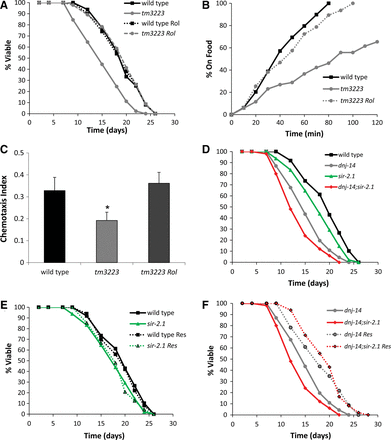 A
% Viable
100
80
60
40
20
0
0 5 10 15 20 25 30
Time (days)
wild type
tm3223
wild type Rol
tm3223 Rol
B
% On Food
100
80
60
40
20
0
0 20 40 60 80 100 120
Time (min)
wild type
tm3223
tm3223 Rol
C
Chemotaxis Index
0.5
0.4
0.3
0.2
0.1
0
*
wild type tm3223 tm3223 Rol
D
% Viable
100
80
60
40
20
0
0 5 10 15 20 25 30
Time (days)
wild type
dnj-14
sir-2.1
dnj-14;sir-2.1
E
% Viable
100
80
60
40
20
0
0 5 10 15 20 25 30
Time (days)
wild type
sir-2.1
wild type Res
sir-2.1 Res
F
% Viable
100
80
60
40
20
0
0 5 10 15 20 25 30
Time (days)
dnj-14
dnj-14;sir-2.1
dnj-14 Res
dnj-14;sir-2.1 Res